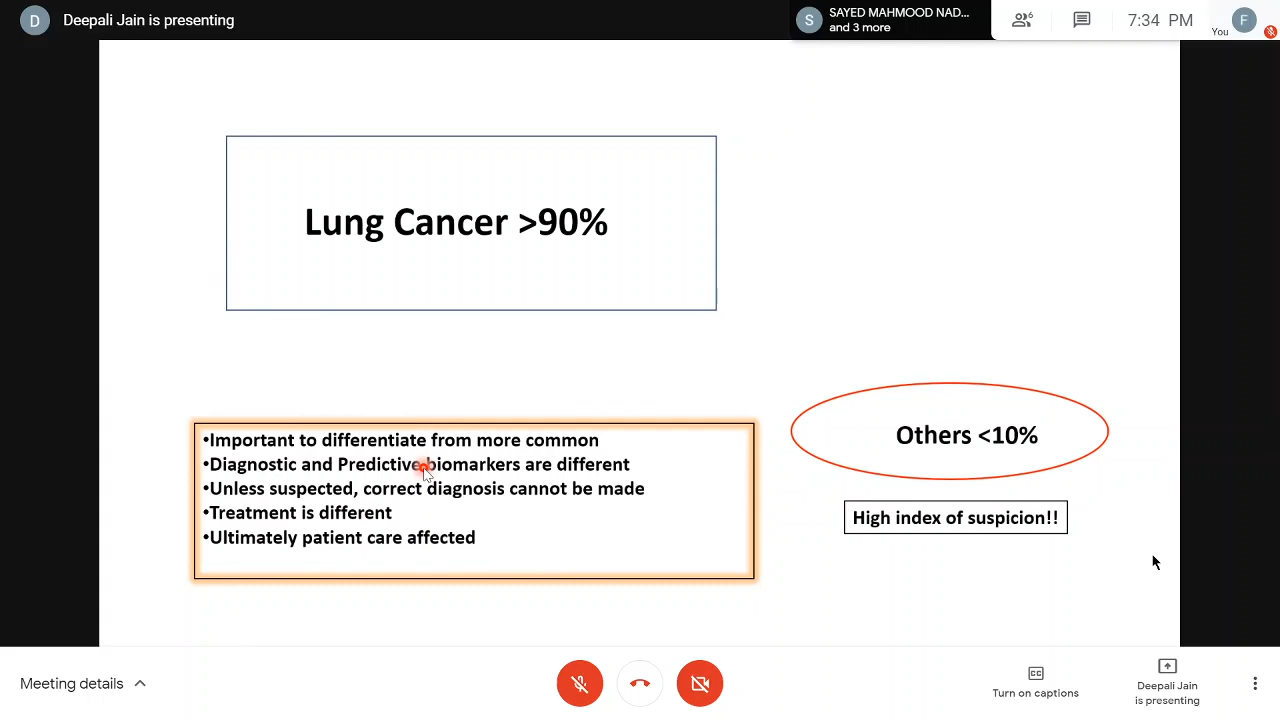 D
Deepali Jain is presenting
S
SAYED MAHMOOD NAD...
and 3 more
6
7:34 PM
You
F
Lung Cancer >90%
•Important to differentiate from more common
•Diagnostic and Predictive biomarkers are different
•Unless suspected, correct diagnosis cannot be made
•Treatment is different
•Ultimately patient care affected
Others <10%
High index of suspicion!!
Meeting details
CC
Turn on captions
Deepali Jain
is presenting